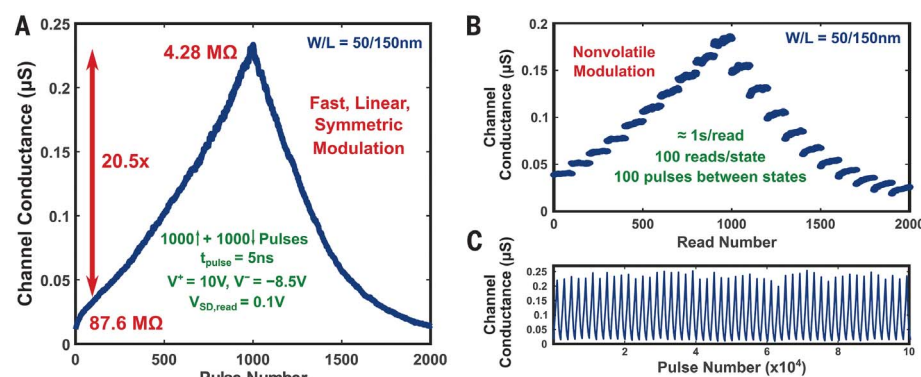 A
0.25
0.2
0.15
0.1
0.05
0
Channel Conductance (µS)
4.28 MΩ
W/L = 50/150nm
20.5x
Fast, Linear,
Symmetric
Modulation
1000↑ + 1000↓ Pulses
tpulse = 5ns
V⁺ = 10V, V⁻ = −8.5V
VSD,read = 0.1V
87.6 MΩ
0 500 1000 1500 2000
Pulse Number
B
0.2
0.15
0.1
0.05
0
Channel
Conductance (µS)
Nonvolatile
Modulation
W/L = 50/150nm
≈ 1s/read
100 reads/state
100 pulses between states
0 500 1000 1500 2000
Read Number
C
0.25
0.2
0.15
0.1
0.05
0
Channel
Conductance (µS)
2 4 6 8 10
Pulse Number (x10⁴)